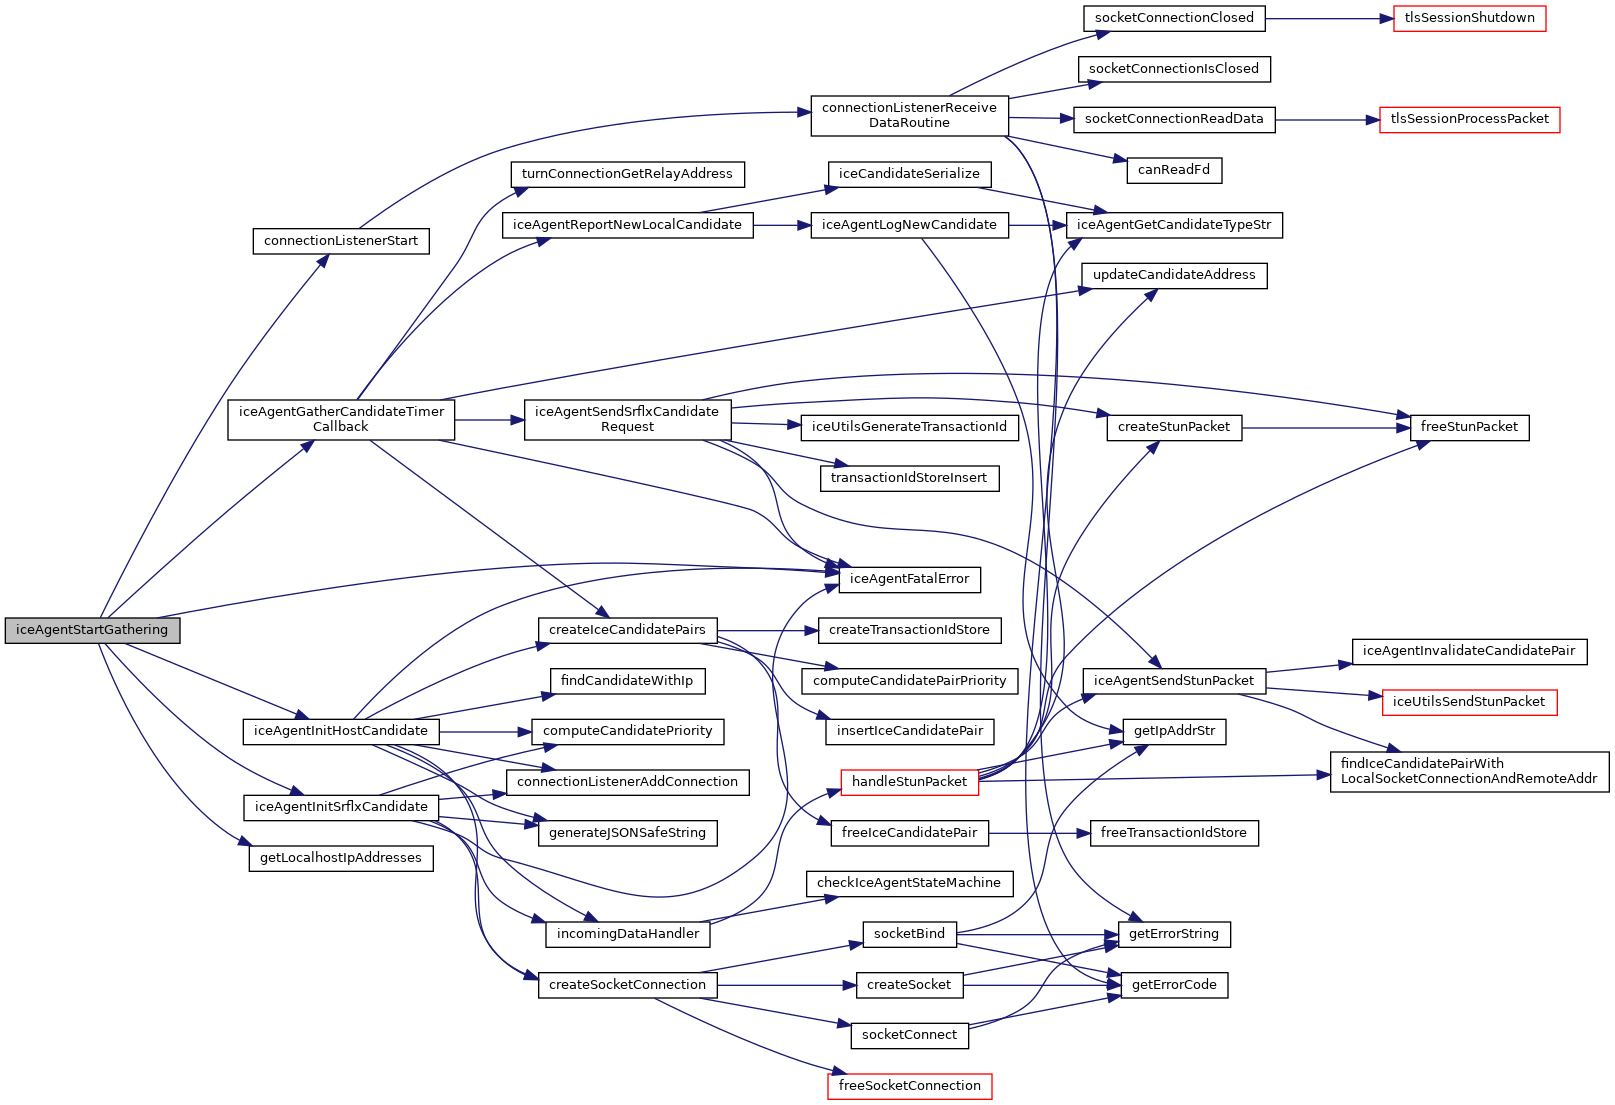 iceAgentStartGathering
connectionListenerStart
iceAgentGatherCandidateTimer
Callback
iceAgentInitHostCandidate
iceAgentInitSrflxCandidate
getLocalhostIpAddresses
turnConnectionGetRelayAddress
iceAgentReportNewLocalCandidate
iceAgentSendSrflxCandidate
Request
createIceCandidatePairs
findCandidateWithIp
computeCandidatePriority
connectionListenerAddConnection
generateJSONSafeString
incomingDataHandler
createSocketConnection
connectionListenerReceive
DataRoutine
iceCandidateSerialize
iceAgentLogNewCandidate
iceUtilsGenerateTransactionId
transactionIdStoreInsert
iceAgentFatalError
createTransactionIdStore
computeCandidatePairPriority
insertIceCandidatePair
handleStunPacket
freeIceCandidatePair
checkIceAgentStateMachine
socketBind
createSocket
socketConnect
freeSocketConnection
socketConnectionClosed
socketConnectionIsClosed
socketConnectionReadData
canReadFd
iceAgentGetCandidateTypeStr
updateCandidateAddress
createStunPacket
iceAgentSendStunPacket
getIpAddrStr
freeTransactionIdStore
getErrorString
getErrorCode
tlsSessionShutdown
tlsSessionProcessPacket
freeStunPacket
iceAgentInvalidateCandidatePair
iceUtilsSendStunPacket
findIceCandidatePairWith
LocalSocketConnectionAndRemoteAddr